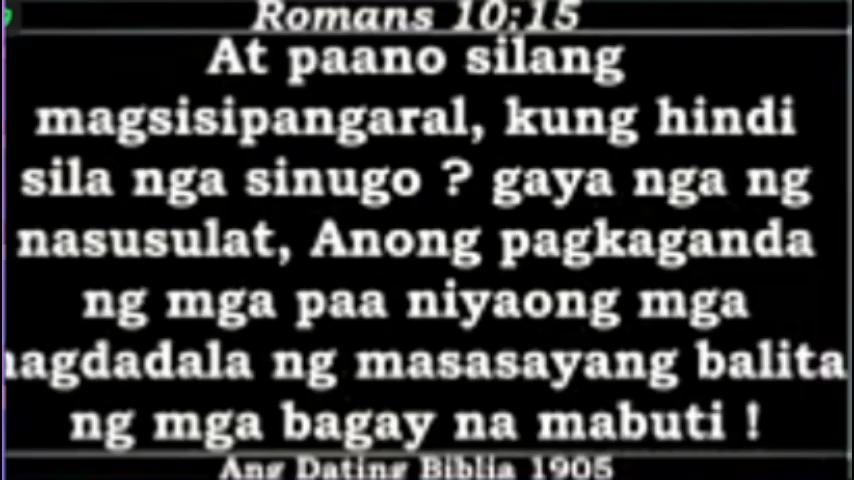 Romans 10:15
At paano silang
magsisipangaral, kung hindi
sila nga sinugo ? gaya nga ng
nasusulat, Anong pagkaganda
ng mga paa niyaong mga
nagdadala ng masasayang balita
ng mga bagay na mabuti !
Ang Dating Biblia 1905